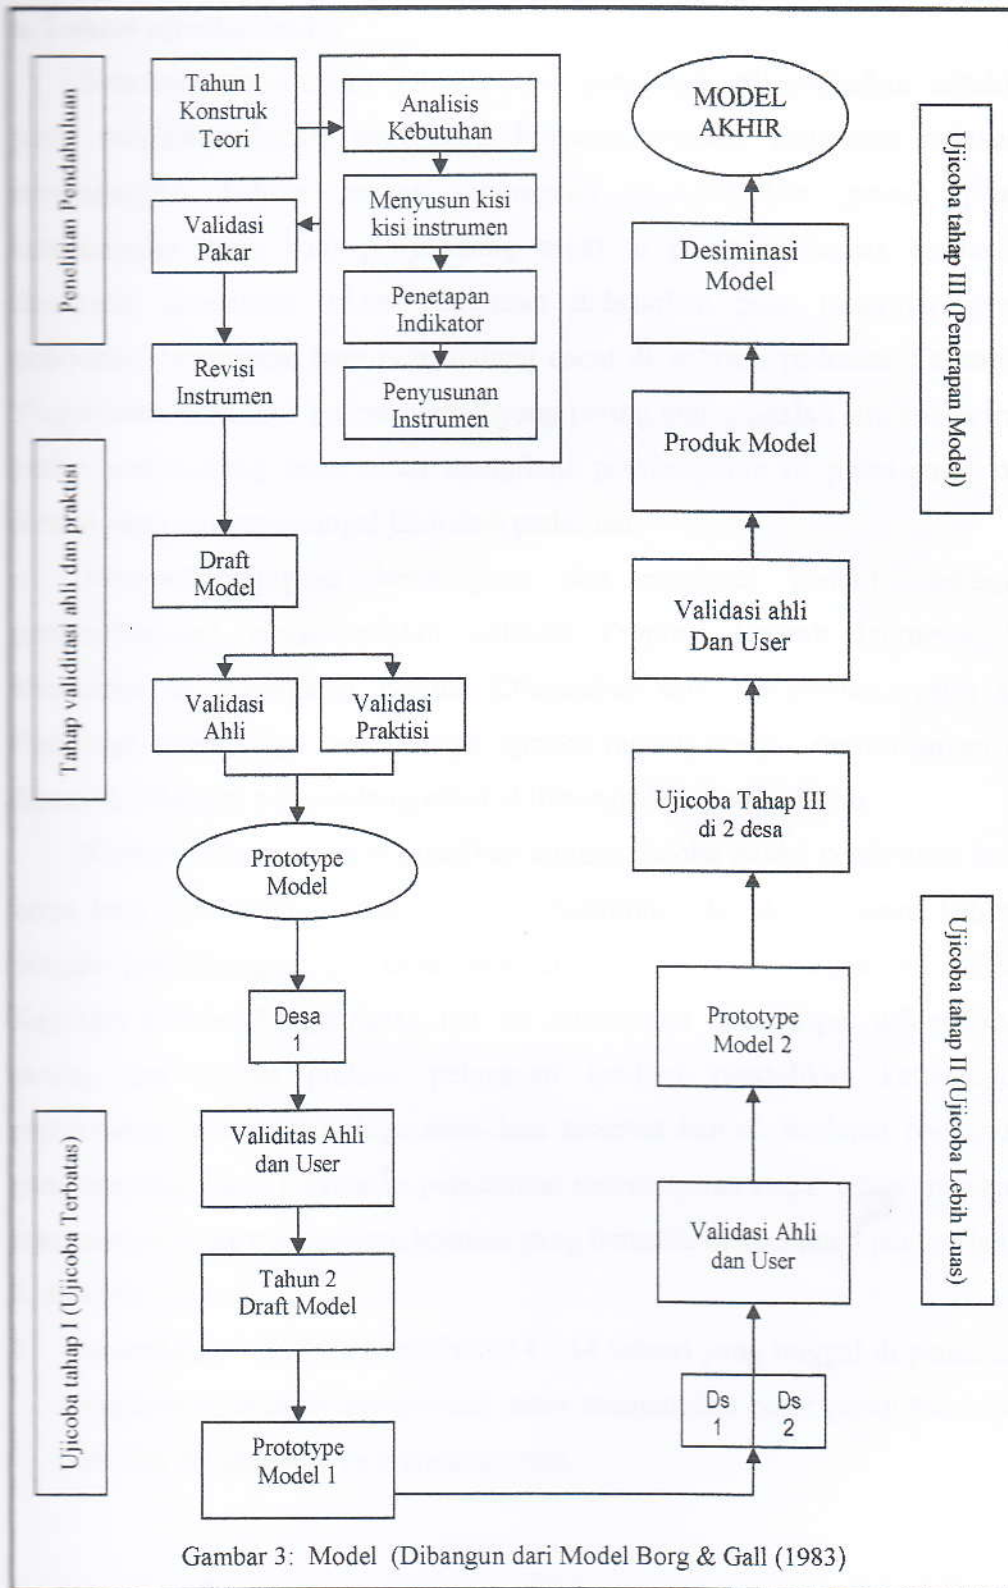 Penelitian Pendahuluan
Tahun 1
Konstruk
Teori
Analisis
Kebutuhan
Menyusun kisi
kisi instrumen
Validasi
Pakar
Penetapan
Indikator
Revisi
Instrumen
Penyusunan
Instrumen
Tahap validitasi ahli dan praktisi
Draft
Model
Validasi
Ahli
Validasi
Praktisi
Prototype
Model
Desa
1
Ujicoba tahap I (Ujicoba Terbatas)
Validitas Ahli
dan User
Tahun 2
Draft Model
Prototype
Model 1
MODEL
AKHIR
Ujicoba tahap III (Penerapan Model)
Desiminasi
Model
Produk Model
Validasi ahli
Dan User
Ujicoba Tahap III
di 2 desa
Ujicoba tahap II (Ujicoba Lebih Luas)
Prototype
Model 2
Validasi Ahli
dan User
Ds
1
Ds
2
Gambar 3: Model (Dibangun dari Model Borg & Gall (1983)